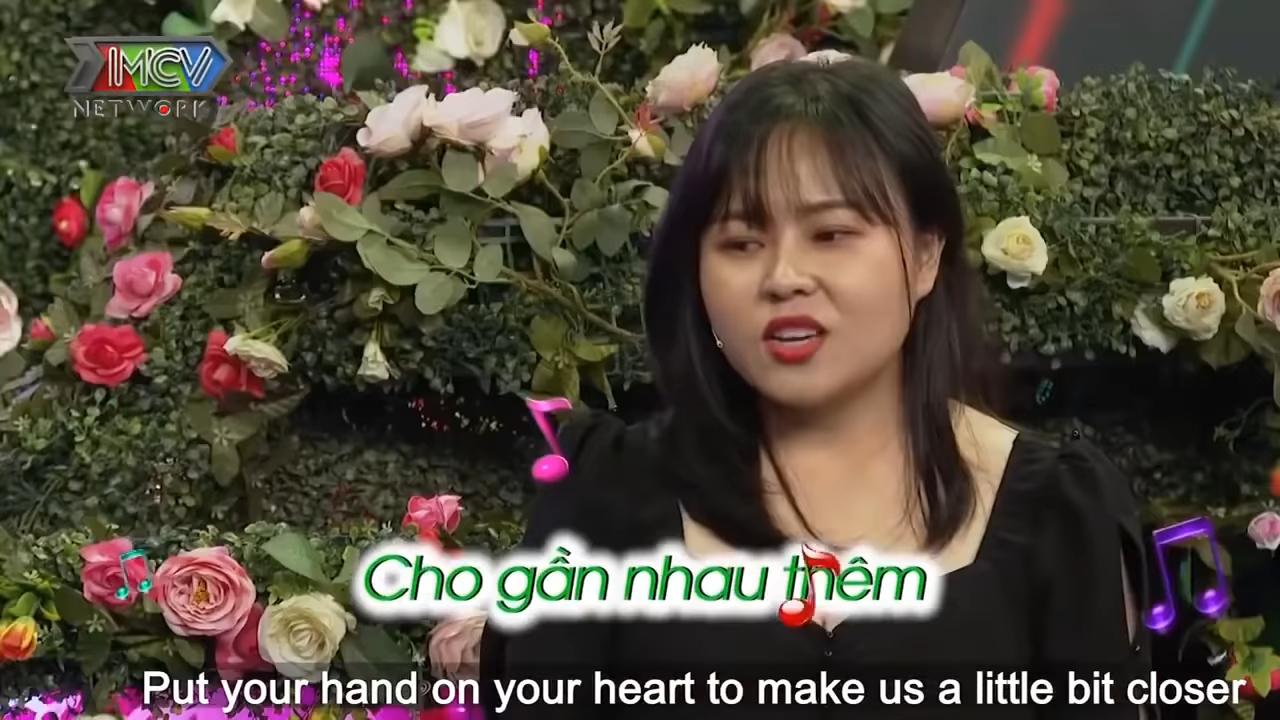 MCV
NETWORK
Cho gần nhau thêm
Put your hand on your heart to make us a little bit closer